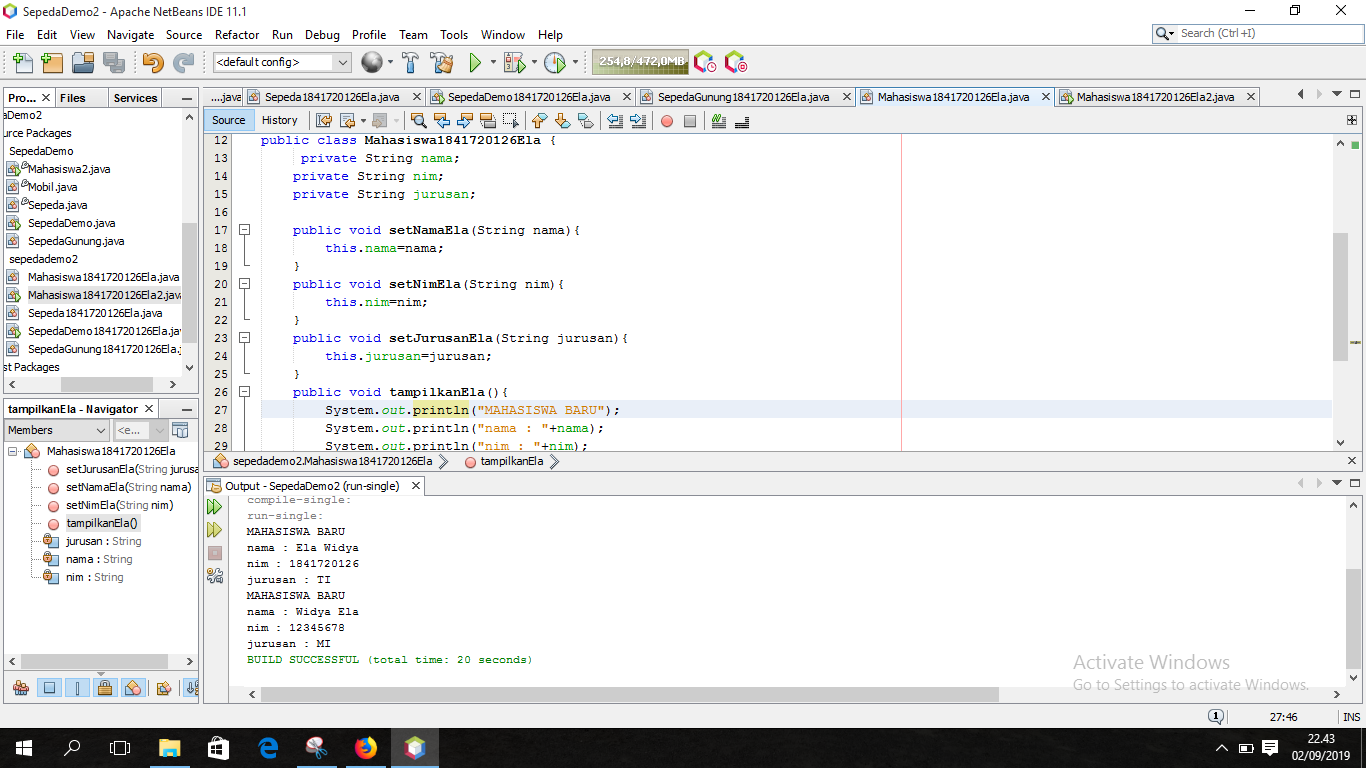 SepedaDemo2 - Apache NetBeans IDE 11.1
File Edit View Navigate Source Refactor Run Debug Profile Team Tools Window Help
Search (Ctrl+I)
<default config>
254,8/472,0MB
Pro... Files Services
...java Sepeda1841720126Ela.java SepedaDemo1841720126Ela.java SepedaGunung1841720126Ela.java Mahasiswa1841720126Ela.java Mahasiswa1841720126Ela2.java
Source History
aDemo2
urce Packages
SepedaDemo
Mahasiswa2.java
Mobil.java
Sepeda.java
SepedaDemo.java
SepedaGunung.java
sepedademo2
Mahasiswa1841720126Ela.java
Mahasiswa1841720126Ela2.java
Sepeda1841720126Ela.java
SepedaDemo1841720126Ela.jav
SepedaGunung1841720126Ela.j
st Packages
12 public class Mahasiswa1841720126Ela {
13 private String nama;
14 private String nim;
15 private String jurusan;
16
17 public void setNamaEla(String nama){
18 this.nama=nama;
19 }
20 public void setNimEla(String nim){
21 this.nim=nim;
22 }
23 public void setJurusanEla(String jurusan){
24 this.jurusan=jurusan;
25 }
26 public void tampilkanEla(){
27 System.out.println("MAHASISWA BARU");
28 System.out.println("nama : "+nama);
29 System.out.println("nim : "+nim);
sepedademo2.Mahasiswa1841720126Ela tampilkanEla
tampilkanEla - Navigator
Members <e...
Mahasiswa1841720126Ela
setJurusanEla(String jurusa
setNamaEla(String nama)
setNimEla(String nim)
tampilkanEla()
jurusan : String
nama : String
nim : String
Output - SepedaDemo2 (run-single)
compile-single:
run-single:
MAHASISWA BARU
nama : Ela Widya
nim : 1841720126
jurusan : TI
MAHASISWA BARU
nama : Widya Ela
nim : 12345678
jurusan : MI
BUILD SUCCESSFUL (total time: 20 seconds)
Activate Windows
Go to Settings to activate Windows.
1 27:46 INS
22.43
02/09/2019